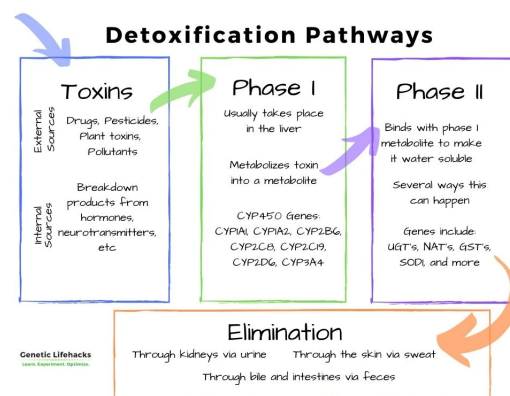 Detoxification Pathways
Toxins
External
Sources
Drugs, Pesticides,
Plant toxins,
Pollutants
Internal
Sources
Breakdown
products from
hormones,
neurotransmitters,
etc
Phase I
Usually takes place
in the liver
Metabolizes toxin
into a metabolite
CYP450 Genes:
CYP1A1, CYP1A2, CYP2B6,
CYP2C8, CYP2C19,
CYP2D6, CYP3A4
Phase II
Binds with phase 1
metabolite to make
it water soluble
Several ways this
can happen
Genes include:
UGT's, NAT's, GST's,
SOD1, and more
Elimination
Through kidneys via urine
Through the skin via sweat
Through bile and intestines via feces
Genetic Lifehacks
Learn. Experiment. Optimize.